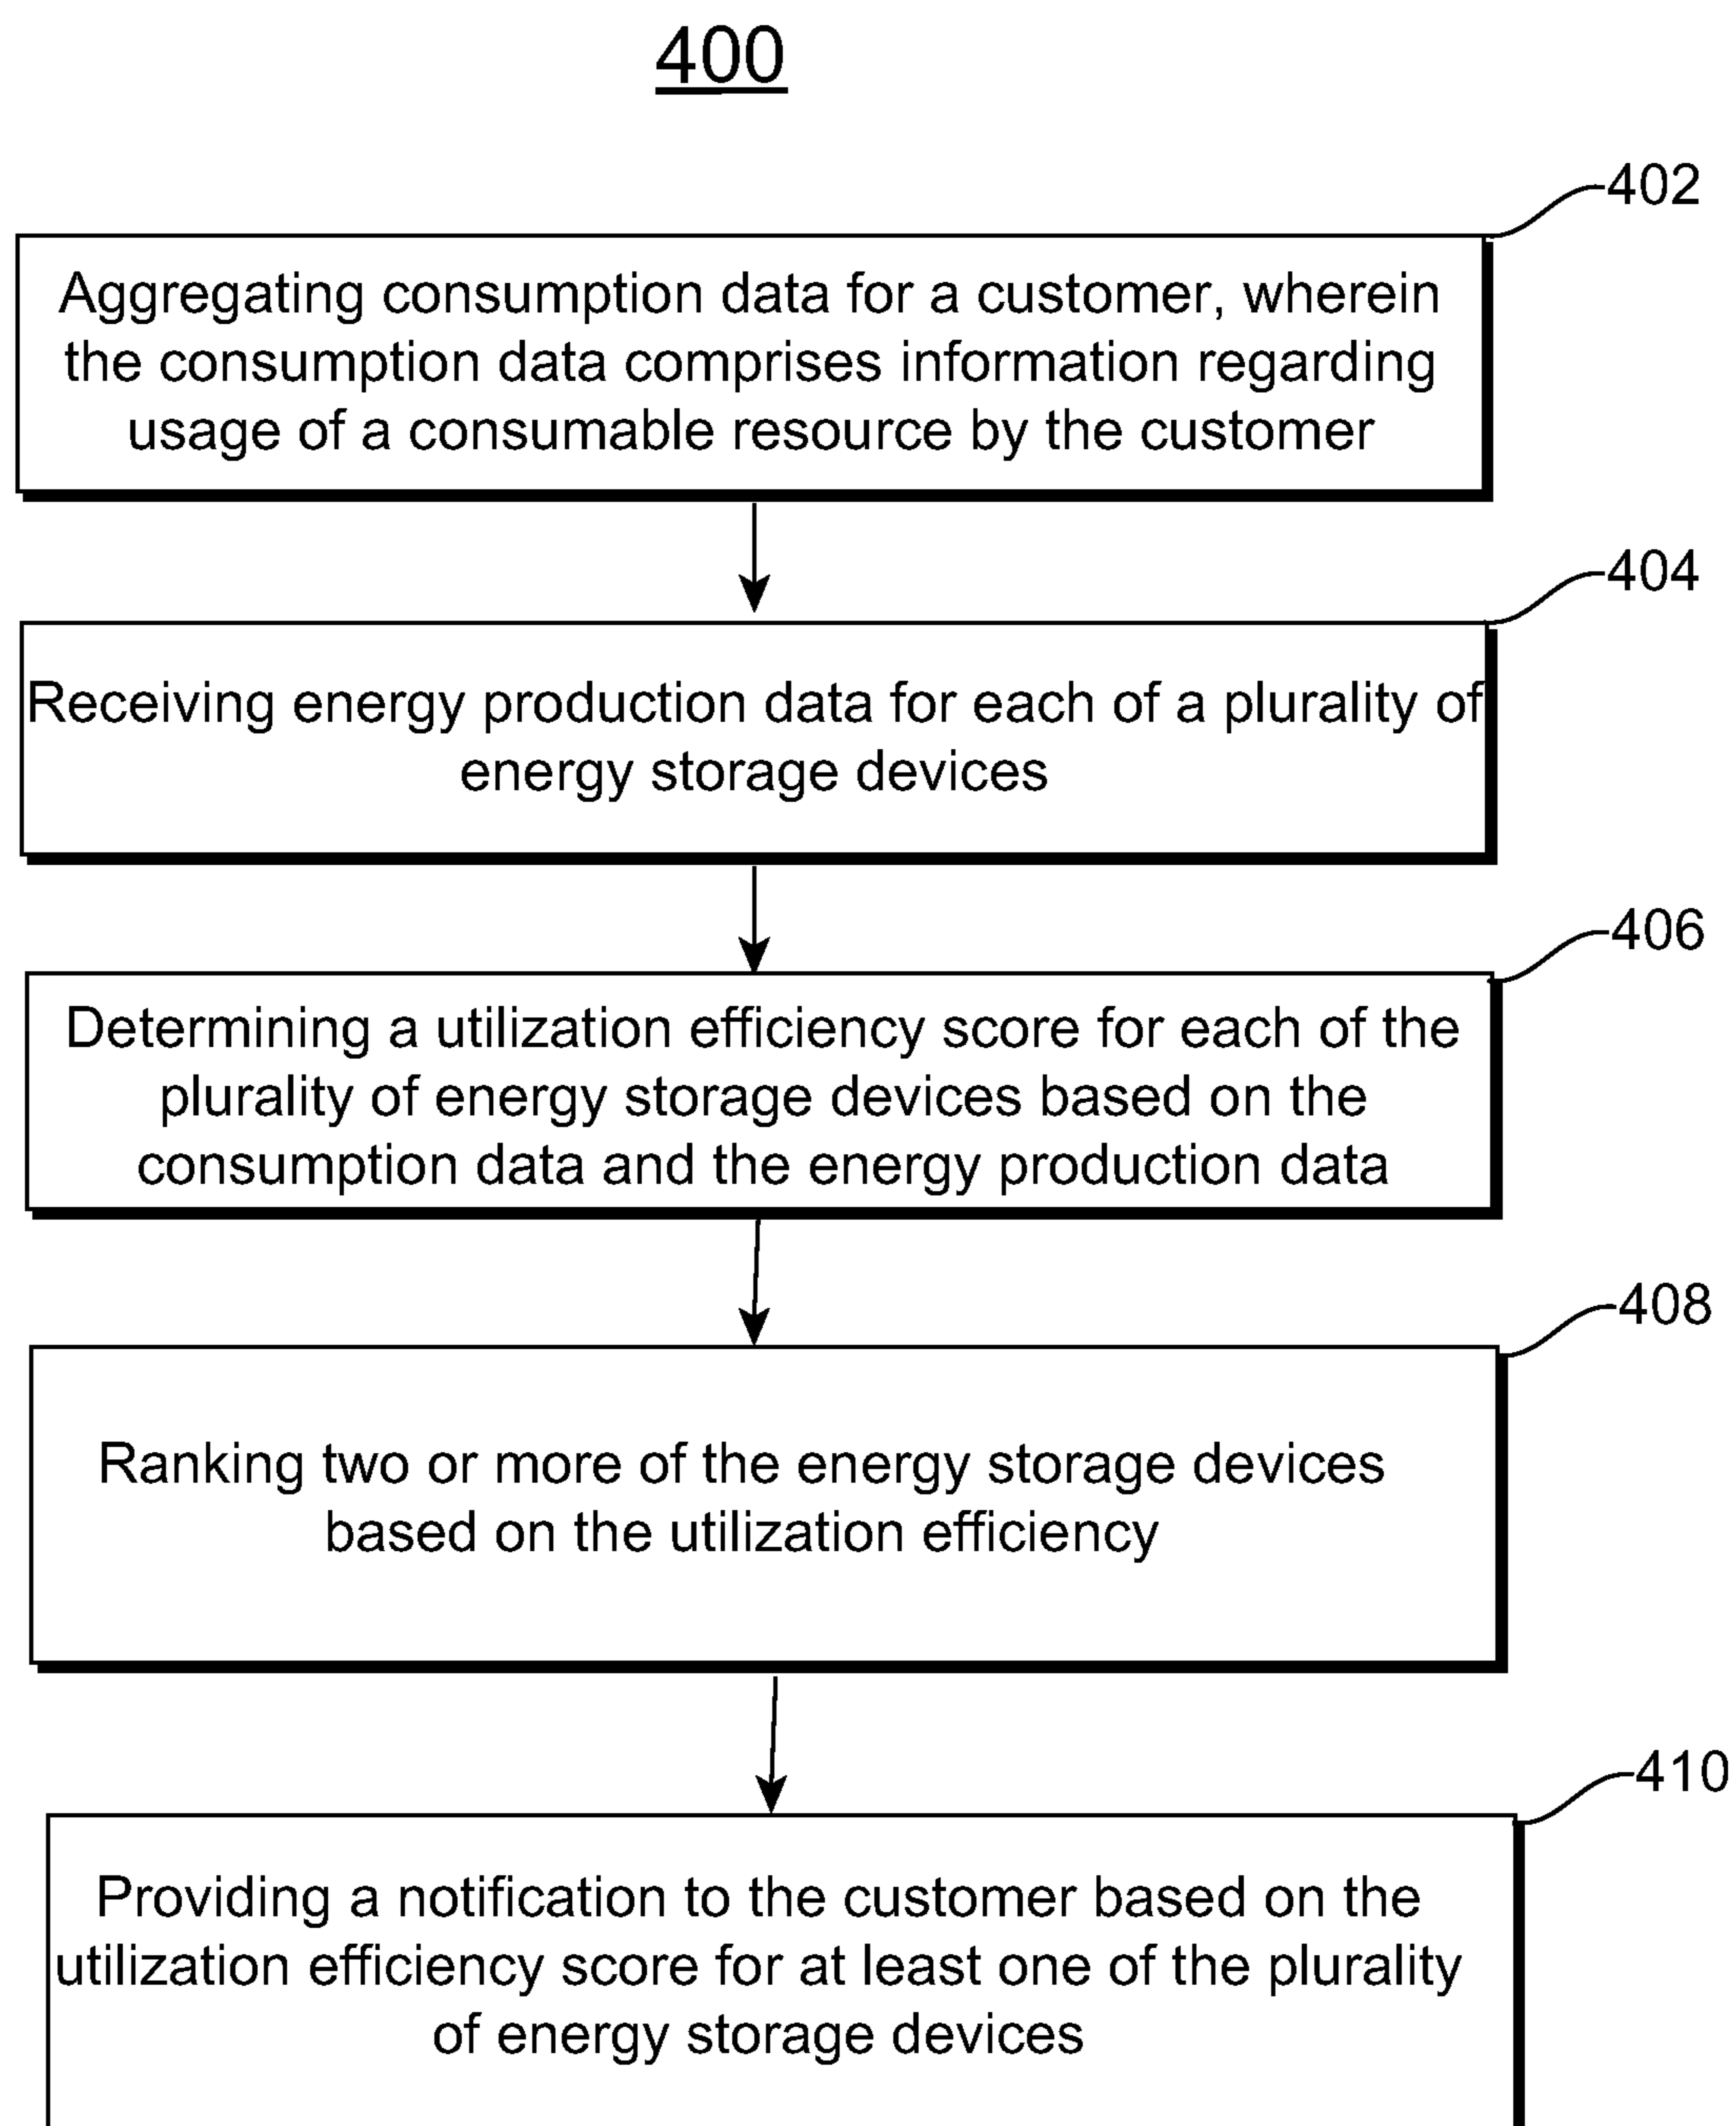 400
402
Aggregating consumption data for a customer, wherein
the consumption data comprises information regarding
usage of a consumable resource by the customer
404
Receiving energy production data for each of a plurality of
energy storage devices
406
Determining a utilization efficiency score for each of the
plurality of energy storage devices based on the
consumption data and the energy production data
408
Ranking two or more of the energy storage devices
based on the utilization efficiency
410
Providing a notification to the customer based on the
utilization efficiency score for at least one of the plurality
of energy storage devices